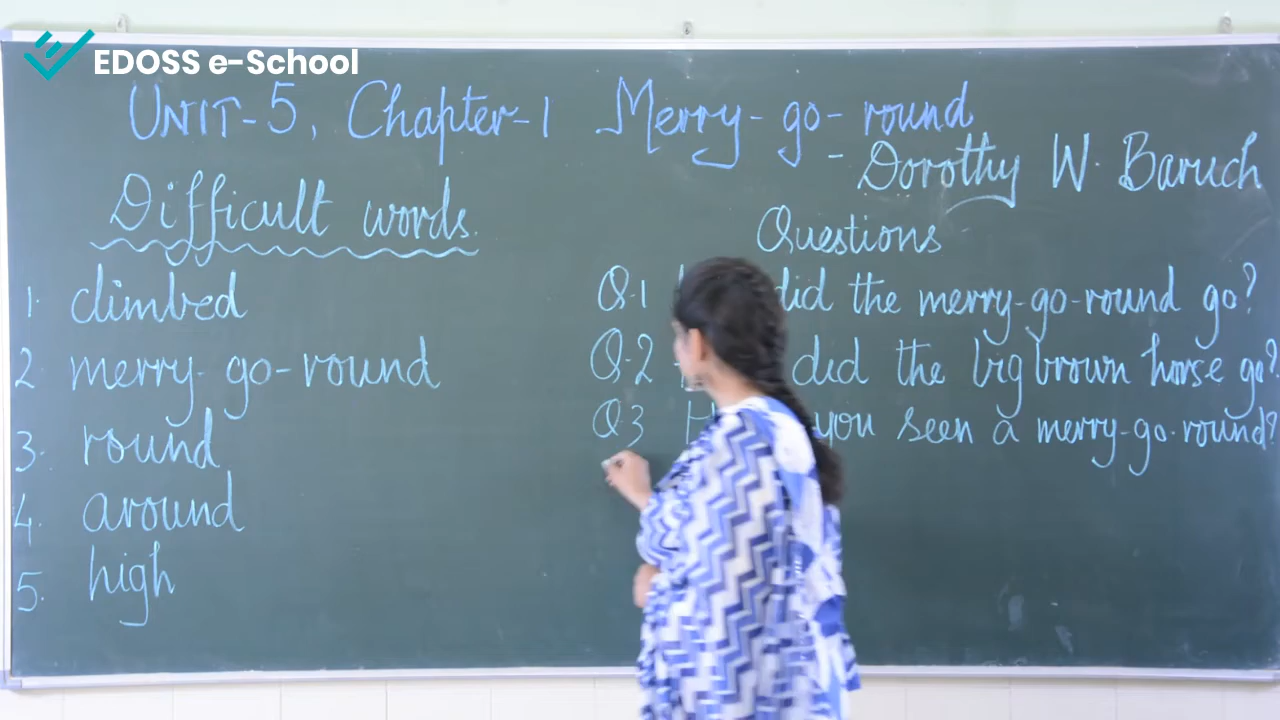 EDOSS e-School
UNIT-5, Chapter-1 Merry-go-round
- Dorothy W. Baruch
Difficult words.
1. climbed
2. merry-go-round
3. round
4. around
5. high
Questions
Q.1 did the merry-go-round go?
Q.2 did the big brown horse go?
Q.3 you seen a merry-go-round?